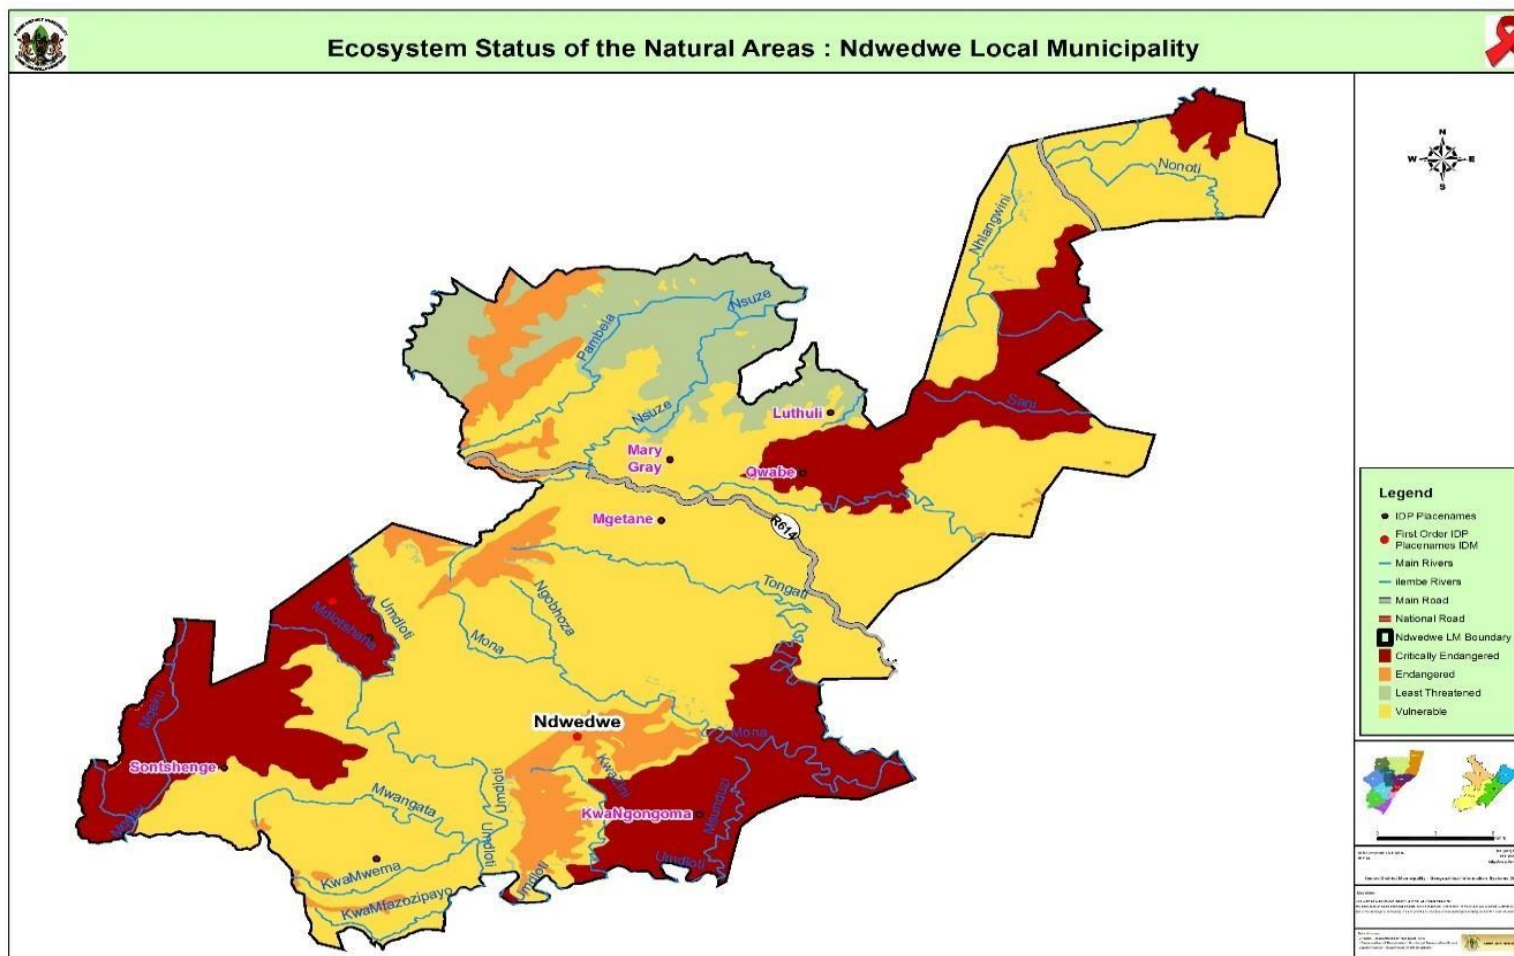 Ecosystem Status of the Natural Areas : Ndwedwe Local Municipality
N
W
E
S
Nonoti
Nhlangwini
Nsuze
Pambela
Sani
Luthuli
Nsuze
Mary
Gray
Qwabe
Mgetane
R614
Tongati
Ngobhoza
Umdloti
Mdlotshana
Mona
Mqeku
Ndwedwe
Mona
Sontshenge
Mwangata
Umdloti
KwaNgongoma
Umdloti
Umdloti
Umdloti
KwaMwema
KwaMfazozipayo
Legend
IDP Placenames
First Order IDP
Placenames IDM
Main Rivers
ilembe Rivers
Main Road
National Road
Ndwedwe LM Boundary
Critically Endangered
Endangered
Least Threatened
Vulnerable